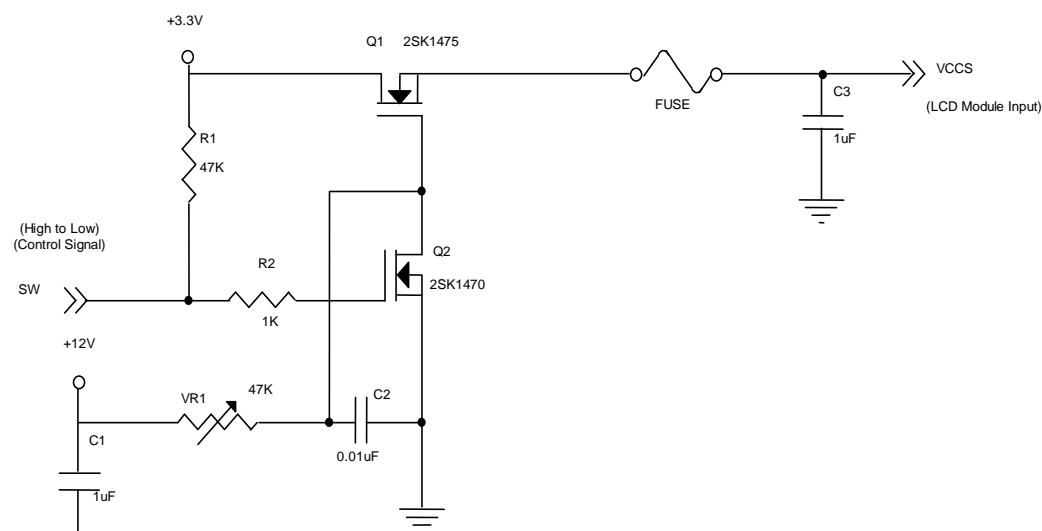 +3.3V
Q1 2SK1475
VCCS
FUSE
C3
(LCD Module Input)
R1
1uF
47K
(High to Low)
(Control Signal)
Q2
R2
2SK1470
SW
1K
+12V
VR1
47K
C2
C1
0.01uF
1uF